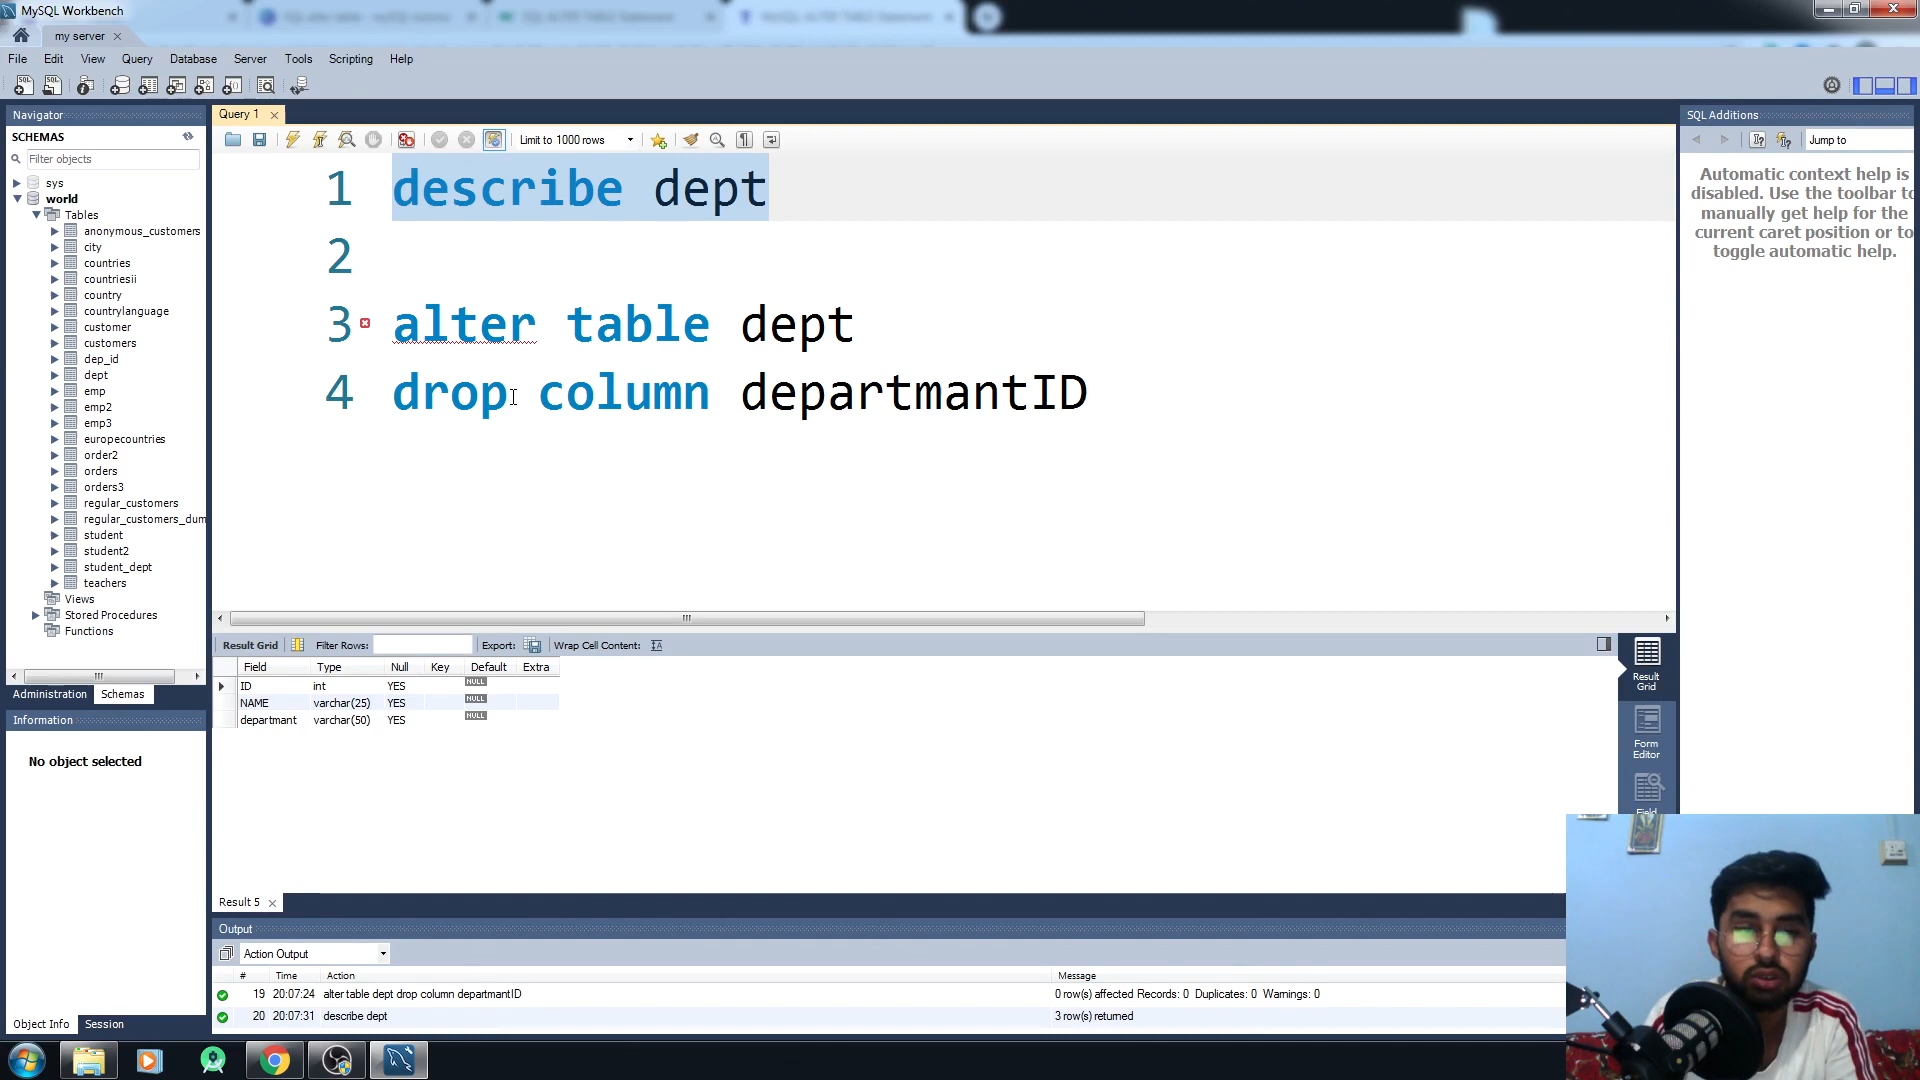 MySQL Workbench
my server
File Edit View Query Database Server Tools Scripting Help
Navigator
SCHEMAS
Filter objects
sys
world
Tables
anonymous_customers
city
countries
countriesii
country
countrylanguage
customer
customers
dep_id
dept
emp
emp2
emp3
europecountries
order2
orders
orders3
regular_customers
regular_customers_dum
student
student2
student_dept
teachers
Views
Stored Procedures
Functions
Administration Schemas
Information
No object selected
Object Info Session
Query 1
Limit to 1000 rows
1 describe dept
2
3 alter table dept
4 drop column departmantID
Result Grid Filter Rows: Export: Wrap Cell Content:
Field Type Null Key Default Extra
ID int YES NULL
NAME varchar(25) YES NULL
departmant varchar(50) YES NULL
Result Grid
Form Editor
Result 5
Output
Action Output
# Time Action Message
19 20:07:24 alter table dept drop column departmantID 0 row(s) affected Records: 0 Duplicates: 0 Warnings: 0
20 20:07:31 describe dept 3 row(s) returned
SQL Additions
Jump to
Automatic context help is
disabled. Use the toolbar to
manually get help for the
current caret position or to
toggle automatic help.